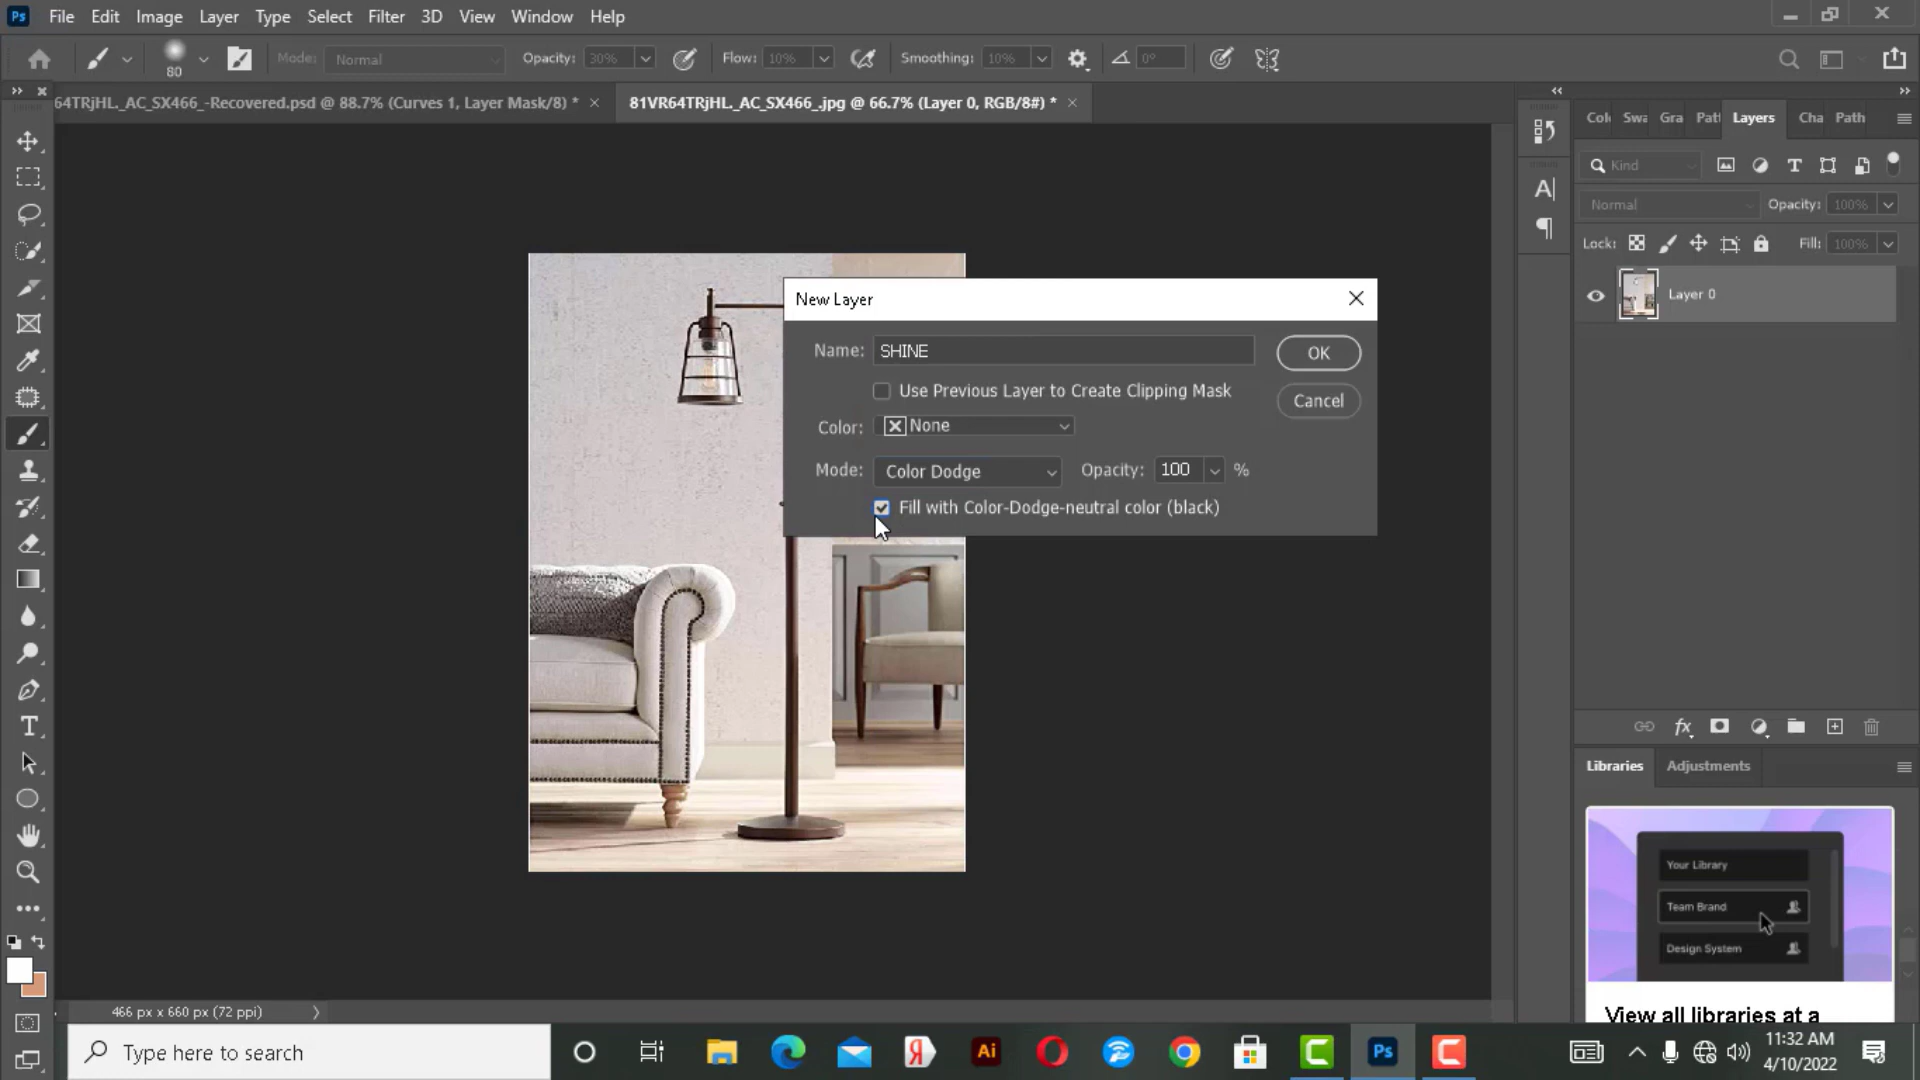 Ps File Edit Image Layer Type Select Filter 3D View Window Help
80 Mode: Normal Opacity: 30% Flow: 10% Smoothing: 10% 0°
64TRjHL._AC_SX466_-Recovered.psd @ 88.7% (Curves 1, Layer Mask/8) * 81VR64TRjHL._AC_SX466_.jpg @ 66.7% (Layer 0, RGB/8#) *
Swa Gra Layers Cha Path
Kind
Normal Opacity: 100%
Lock: Fill: 100%
Layer 0
New Layer
Name: SHINE
OK
Use Previous Layer to Create Clipping Mask
Cancel
Color: None
Mode: Color Dodge Opacity: 100 %
Fill with Color-Dodge-neutral color (black)
fx
Libraries Adjustments
Your Library
Team Brand
Design System
View all libraries at a
466 px x 660 px (72 ppi)
Type here to search
Ai Ps
11:32 AM
4/10/2022